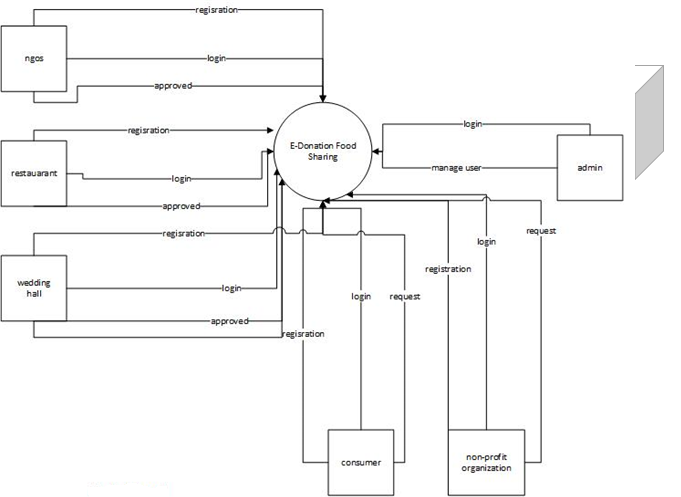 regisration
ngos
login
approved
regisration
E-Donation Food
Sharing
login
restauarant
login
manage user
admin
approved
regisration
request
login
registration
wedding
hall
login
login
request
approved
regisration
consumer
non-profit
organization